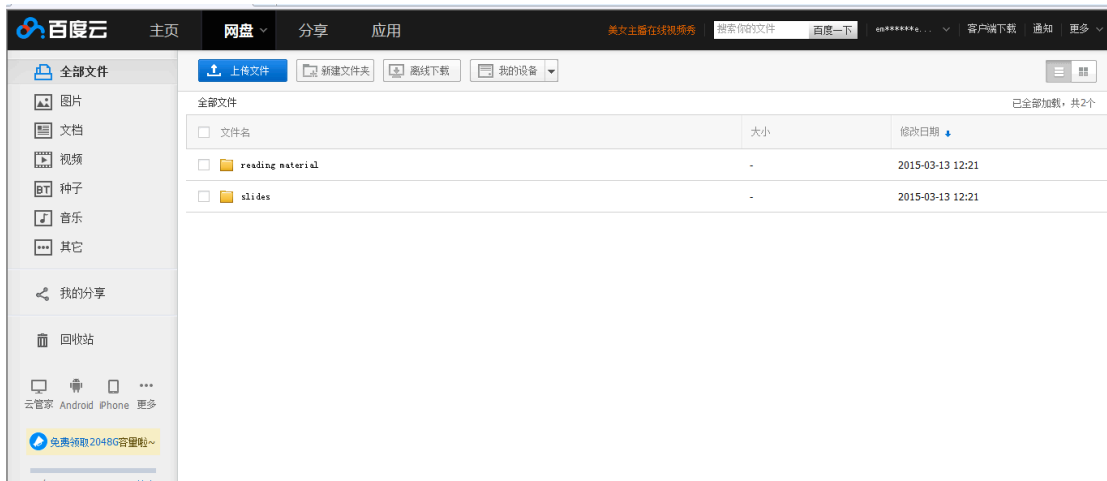 百度云 主页 网盘 分享 应用 美女主播在线视频秀 搜索你的文件 百度一下 en******e... 客户端下载 通知 更多
全部文件
图片
文档
视频
BT 种子
音乐
其它
我的分享
回收站
云管家 Android iPhone 更多
免费领取2048G容量啦~
上传文件 新建文件夹 离线下载 我的设备
全部文件 已全部加载，共2个
文件名 大小 修改日期
reading material - 2015-03-13 12:21
slides - 2015-03-13 12:21